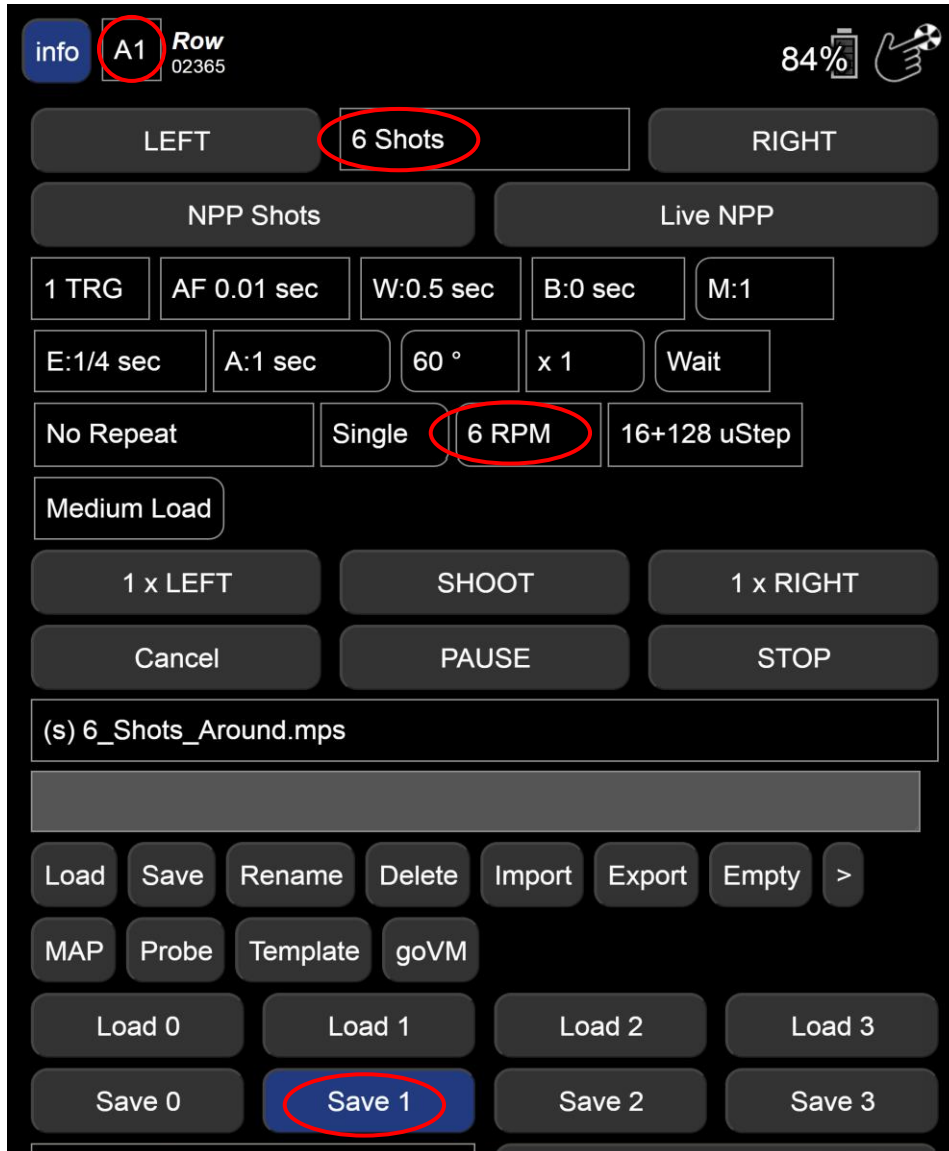 info A1 Row 84%
02365
LEFT 6 Shots RIGHT
NPP Shots Live NPP
1 TRG AF 0.01 sec W:0.5 sec B:0 sec M:1
E:1/4 sec A:1 sec 60 ° x 1 Wait
No Repeat Single 6 RPM 16+128 uStep
Medium Load
1 x LEFT SHOOT 1 x RIGHT
Cancel PAUSE STOP
(s) 6_Shots_Around.mps
Load Save Rename Delete Import Export Empty >
MAP Probe Template goVM
Load 0 Load 1 Load 2 Load 3
Save 0 Save 1 Save 2 Save 3